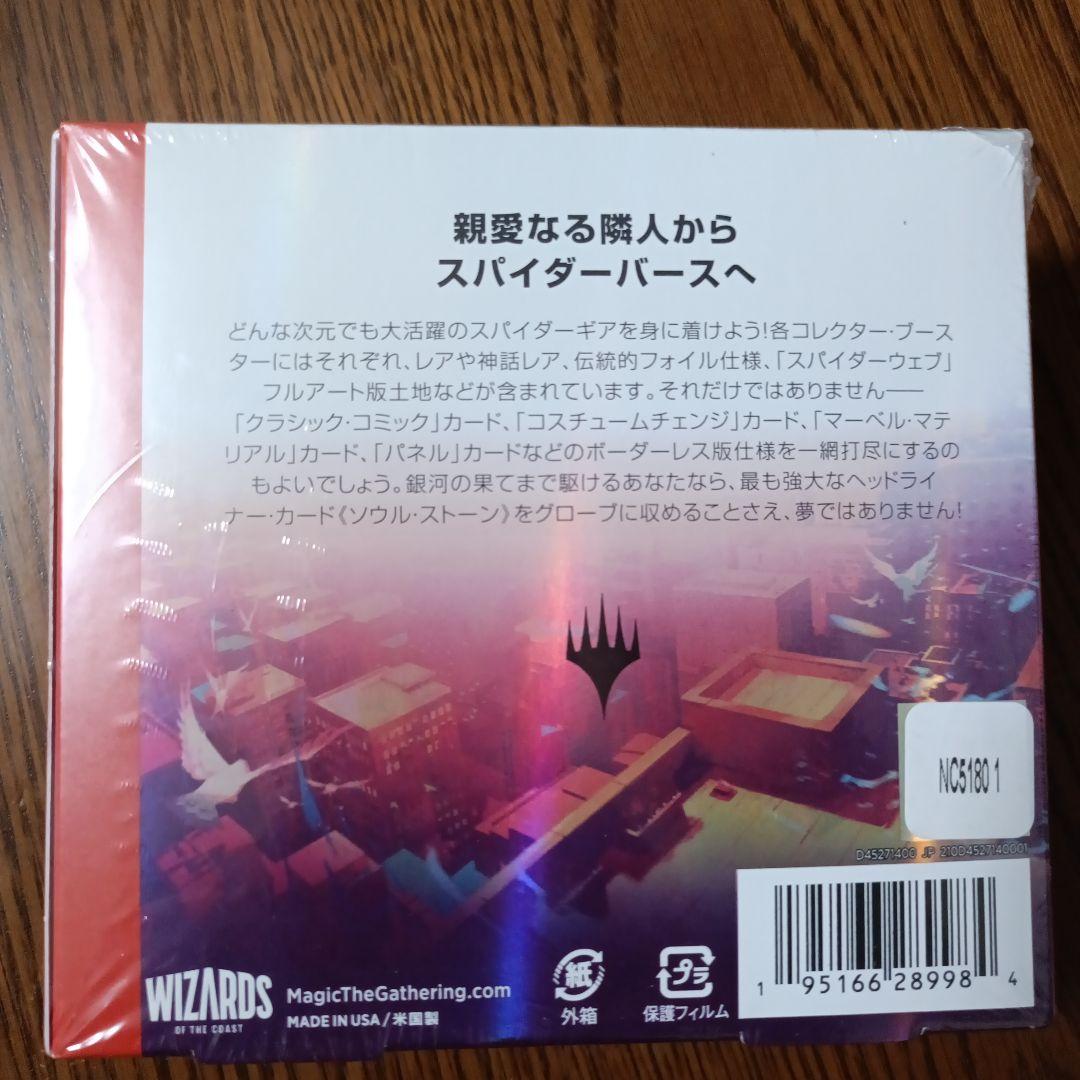 親愛なる隣人から
スパイダーバースへ
どんな次元でも大活躍のスパイダーギアを身に着けよう!各コレクター・ブース
ターにはそれぞれ、レアや神話レア、伝統的フォイル仕様、「スパイダーウェブ」
フルアート版土地などが含まれています。それだけではありません――
「クラシック・コミック」カード、「コスチュームチェンジ」カード、「マーベル・マテ
リアル」カード、「パネル」カードなどのボーダーレス版仕様を一網打尽にするの
もよいでしょう。銀河の果てまで駆けるあなたなら、最も強大なヘッドライ
ナー・カード《ソウル・ストーン》をグローブに収めることさえ、夢ではありません!
NC5180 1
D45271400 JP 210D4527140001
WIZARDS
OF THE COAST
MagicTheGathering.com
MADE IN USA / 米国製
紙
外箱
プラ
保護フィルム
1 95166 28998 4